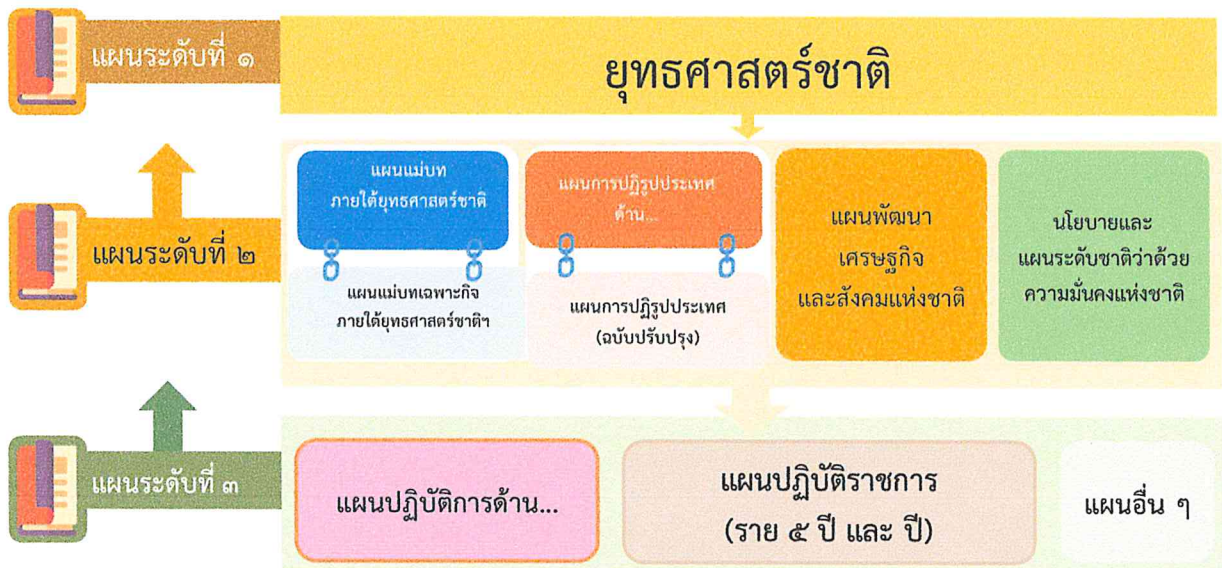 แผนระดับที่ ๑
ยุทธศาสตร์ชาติ
แผนระดับที่ ๒
แผนแม่บท
ภายใต้ยุทธศาสตร์ชาติ
แผนแม่บทเฉพาะกิจ
ภายใต้ยุทธศาสตร์ชาติฯ
แผนการปฏิรูปประเทศ
ด้าน...
แผนการปฏิรูปประเทศ
(ฉบับปรับปรุง)
แผนพัฒนา
เศรษฐกิจ
และสังคมแห่งชาติ
นโยบายและ
แผนระดับชาติว่าด้วย
ความมั่นคงแห่งชาติ
แผนระดับที่ ๓
แผนปฏิบัติการด้าน...
แผนปฏิบัติราชการ
(ราย ๕ ปี และ ปี)
แผนอื่น ๆ